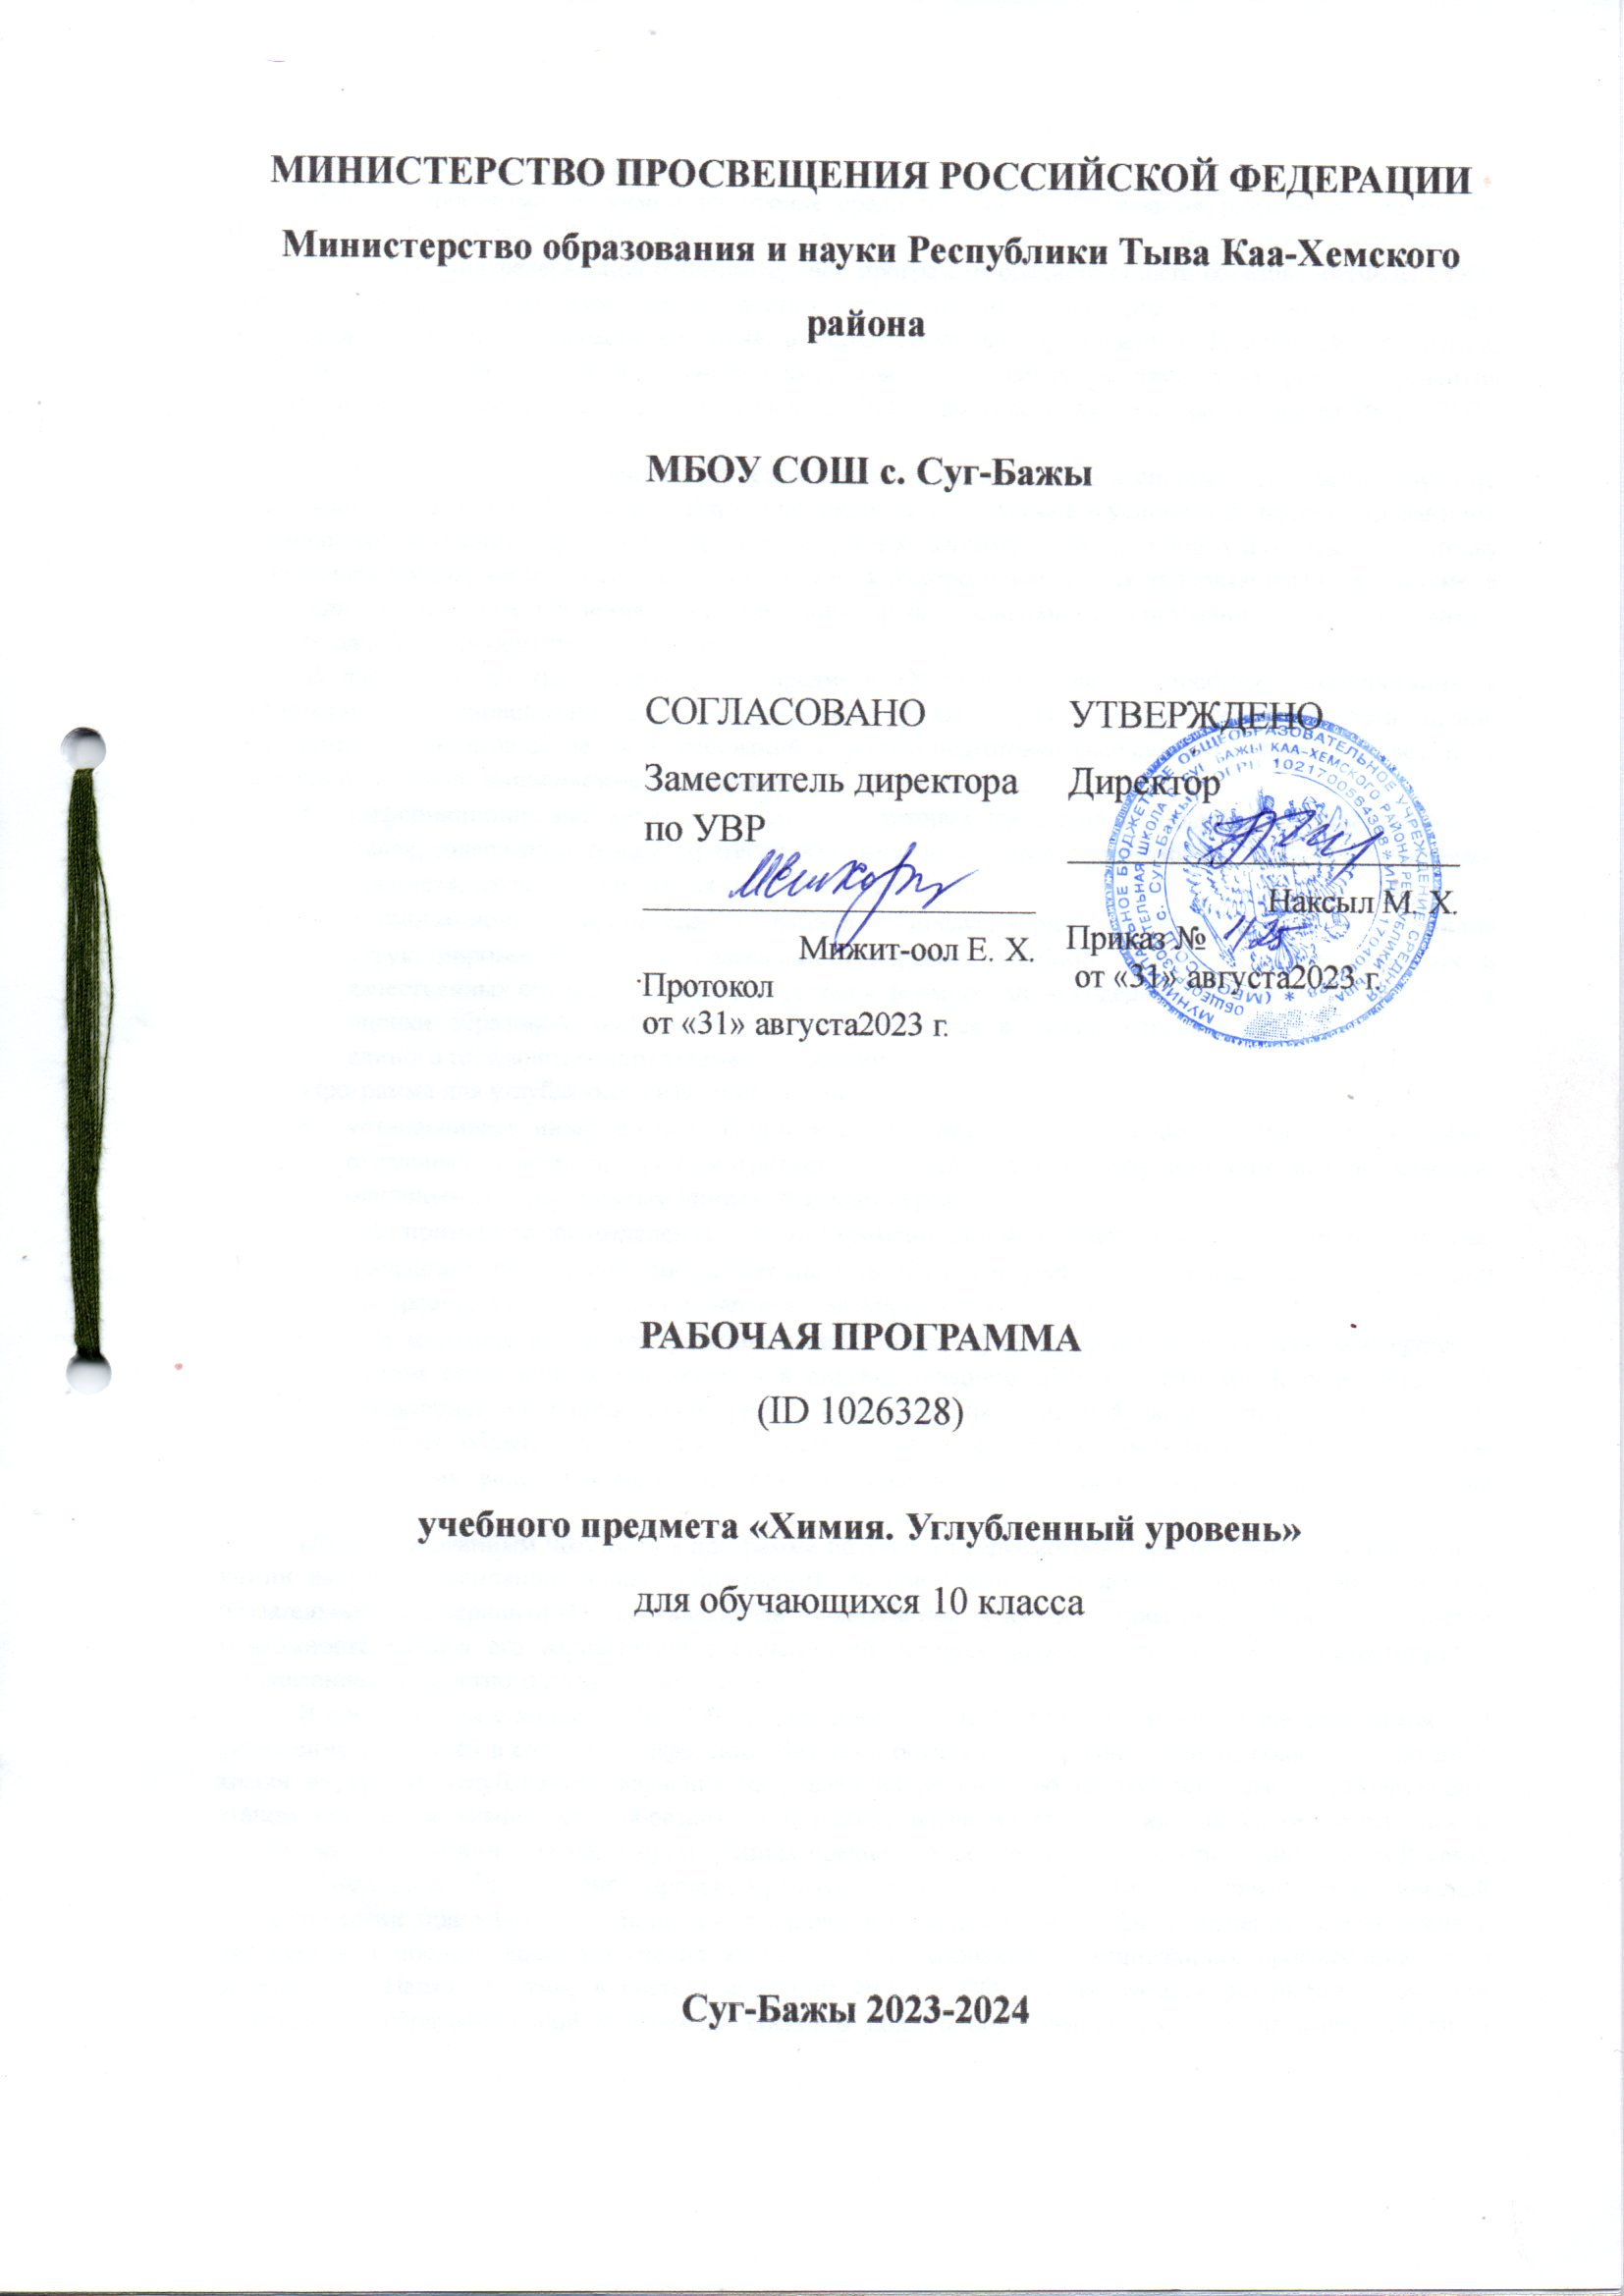 МИНИСТЕРСТВО ПРОСВЕЩЕНИЯ РОССИЙСКОЙ ФЕДЕРАЦИИ
Министерство образования и науки Республики Тыва Каа-Хемского
района
МБОУ СОШ с. Суг-Бажы
СОГЛАСОВАНО
Заместитель директора
по УВР
Мижит-оол Е. Х.
Протокол
от «31» августа2023 г.
УТВЕРЖДЕНО
Директор
Наксыл М. Х.
Приказ №
от «31» августа2023 г.
РАБОЧАЯ ПРОГРАММА
(ID 1026328)
учебного предмета «Химия. Углубленный уровень»
для обучающихся 10 класса
Суг-Бажы 2023-2024